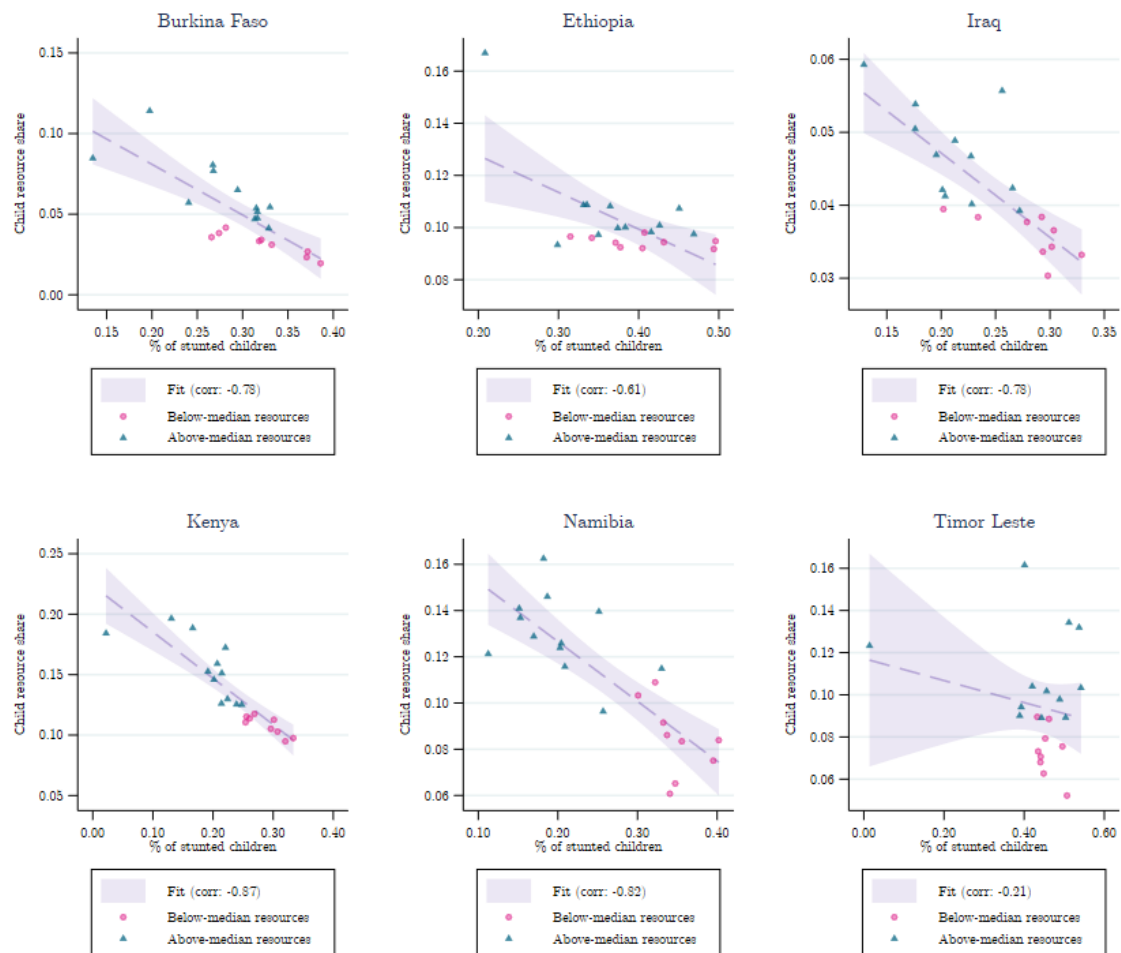 Burkina Faso
Child resource share
0.15
0.10
0.05
0.00
0.15 0.20 0.25 0.30 0.35 0.40
% of stunted children
Fit (corr: -0.78)
Below-median resources
Above-median resources
Ethiopia
Child resource share
0.16
0.14
0.12
0.10
0.08
0.20 0.30 0.40 0.50
% of stunted children
Fit (corr: -0.61)
Below-median resources
Above-median resources
Iraq
Child resource share
0.06
0.05
0.04
0.03
0.15 0.20 0.25 0.30 0.35
% of stunted children
Fit (corr: -0.78)
Below-median resources
Above-median resources
Kenya
Child resource share
0.25
0.20
0.15
0.10
0.05
0.00 0.10 0.20 0.30 0.40
% of stunted children
Fit (corr: -0.87)
Below-median resources
Above-median resources
Namibia
Child resource share
0.16
0.14
0.12
0.10
0.08
0.06
0.10 0.20 0.30 0.40
% of stunted children
Fit (corr: -0.82)
Below-median resources
Above-median resources
Timor Leste
Child resource share
0.16
0.14
0.12
0.10
0.08
0.06
0.00 0.20 0.40 0.60
% of stunted children
Fit (corr: -0.21)
Below-median resources
Above-median resources